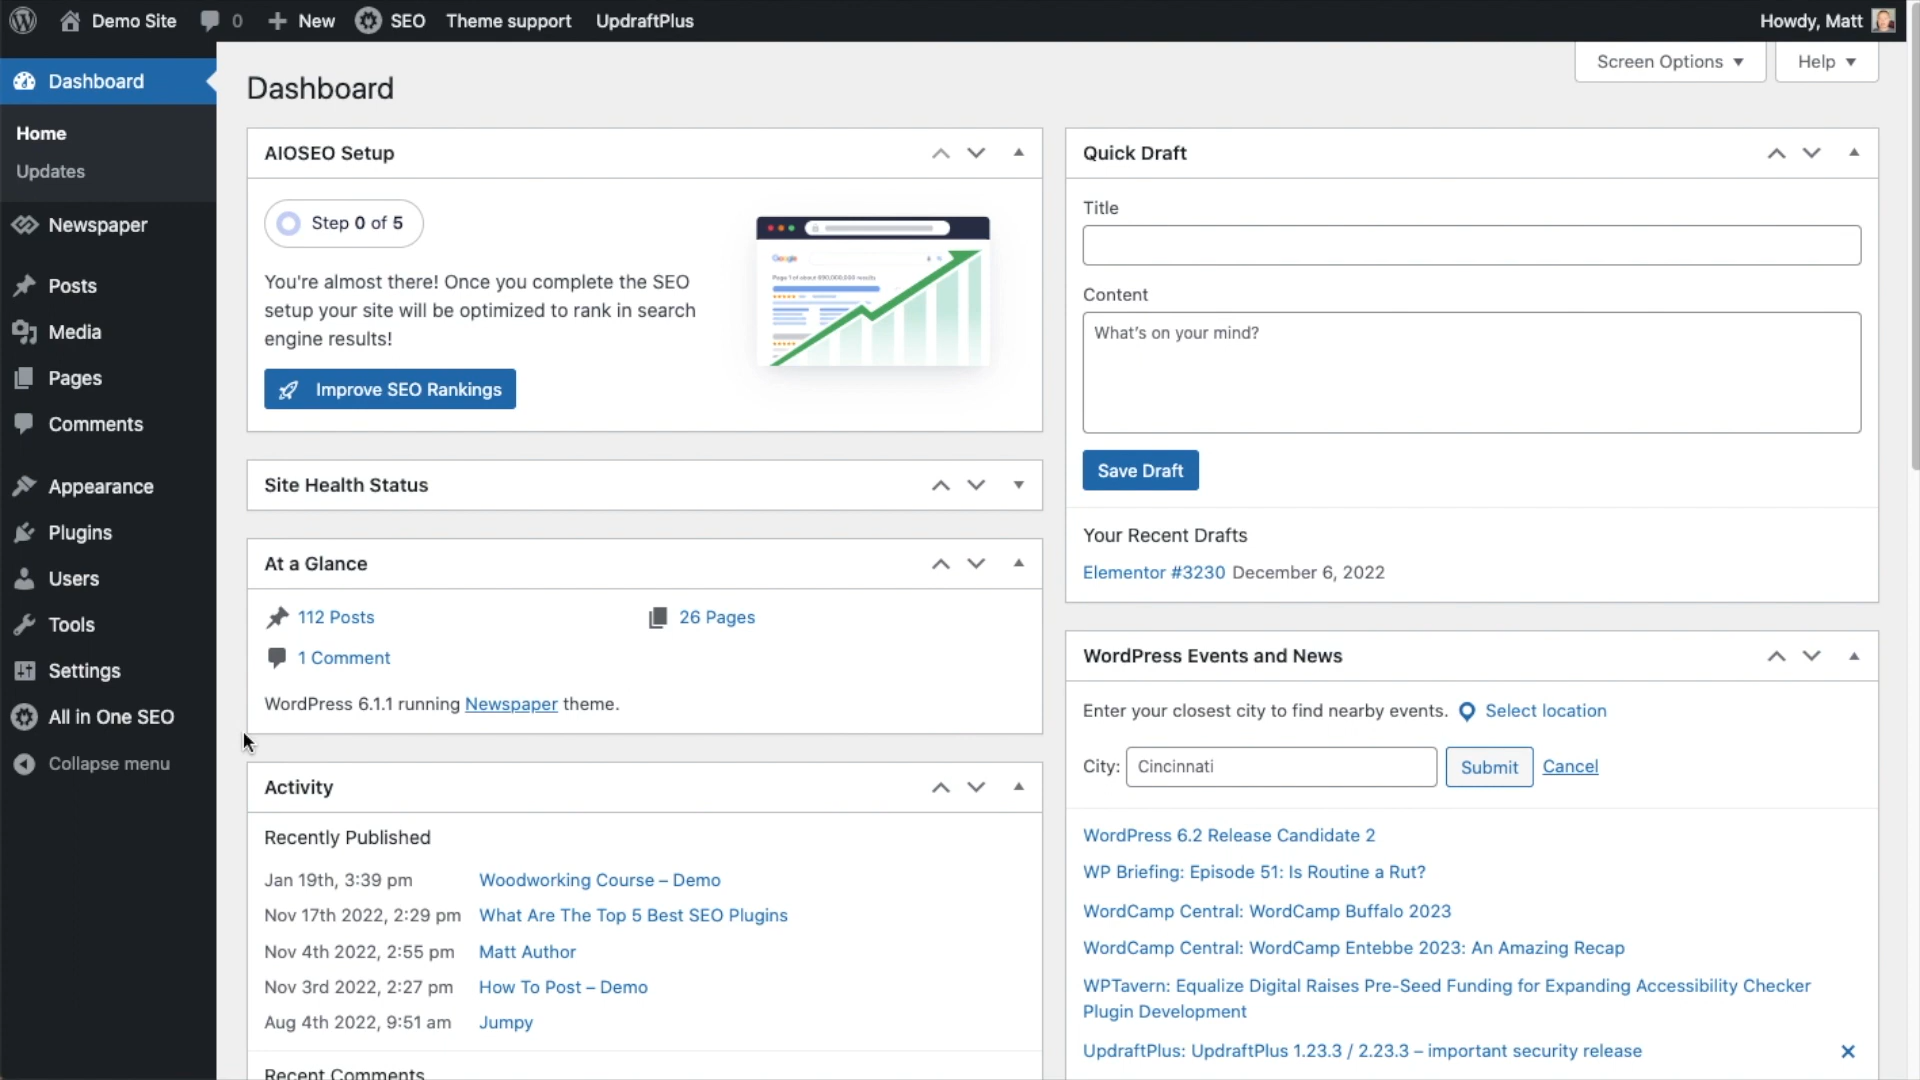 Demo Site 0 New SEO Theme support UpdraftPlus Howdy, Matt
Screen Options Help
Dashboard
Home
Updates
Newspaper
Posts
Media
Pages
Comments
Appearance
Plugins
Users
Tools
Settings
All in One SEO
Collapse menu
Dashboard
AIOSEO Setup
Step 0 of 5
You're almost there! Once you complete the SEO
setup your site will be optimized to rank in search
engine results!
Improve SEO Rankings
Google
Site Health Status
At a Glance
112 Posts 26 Pages
1 Comment
WordPress 6.1.1 running Newspaper theme.
Activity
Recently Published
Jan 19th, 3:39 pm Woodworking Course – Demo
Nov 17th 2022, 2:29 pm What Are The Top 5 Best SEO Plugins
Nov 4th 2022, 2:55 pm Matt Author
Nov 3rd 2022, 2:27 pm How To Post – Demo
Aug 4th 2022, 9:51 am Jumpy
Recent Comments
Quick Draft
Title
Content
What's on your mind?
Save Draft
Your Recent Drafts
Elementor #3230 December 6, 2022
WordPress Events and News
Enter your closest city to find nearby events. Select location
City: Cincinnati Submit Cancel
WordPress 6.2 Release Candidate 2
WP Briefing: Episode 51: Is Routine a Rut?
WordCamp Central: WordCamp Buffalo 2023
WordCamp Central: WordCamp Entebbe 2023: An Amazing Recap
WPTavern: Equalize Digital Raises Pre-Seed Funding for Expanding Accessibility Checker
Plugin Development
UpdraftPlus: UpdraftPlus 1.23.3 / 2.23.3 – important security release